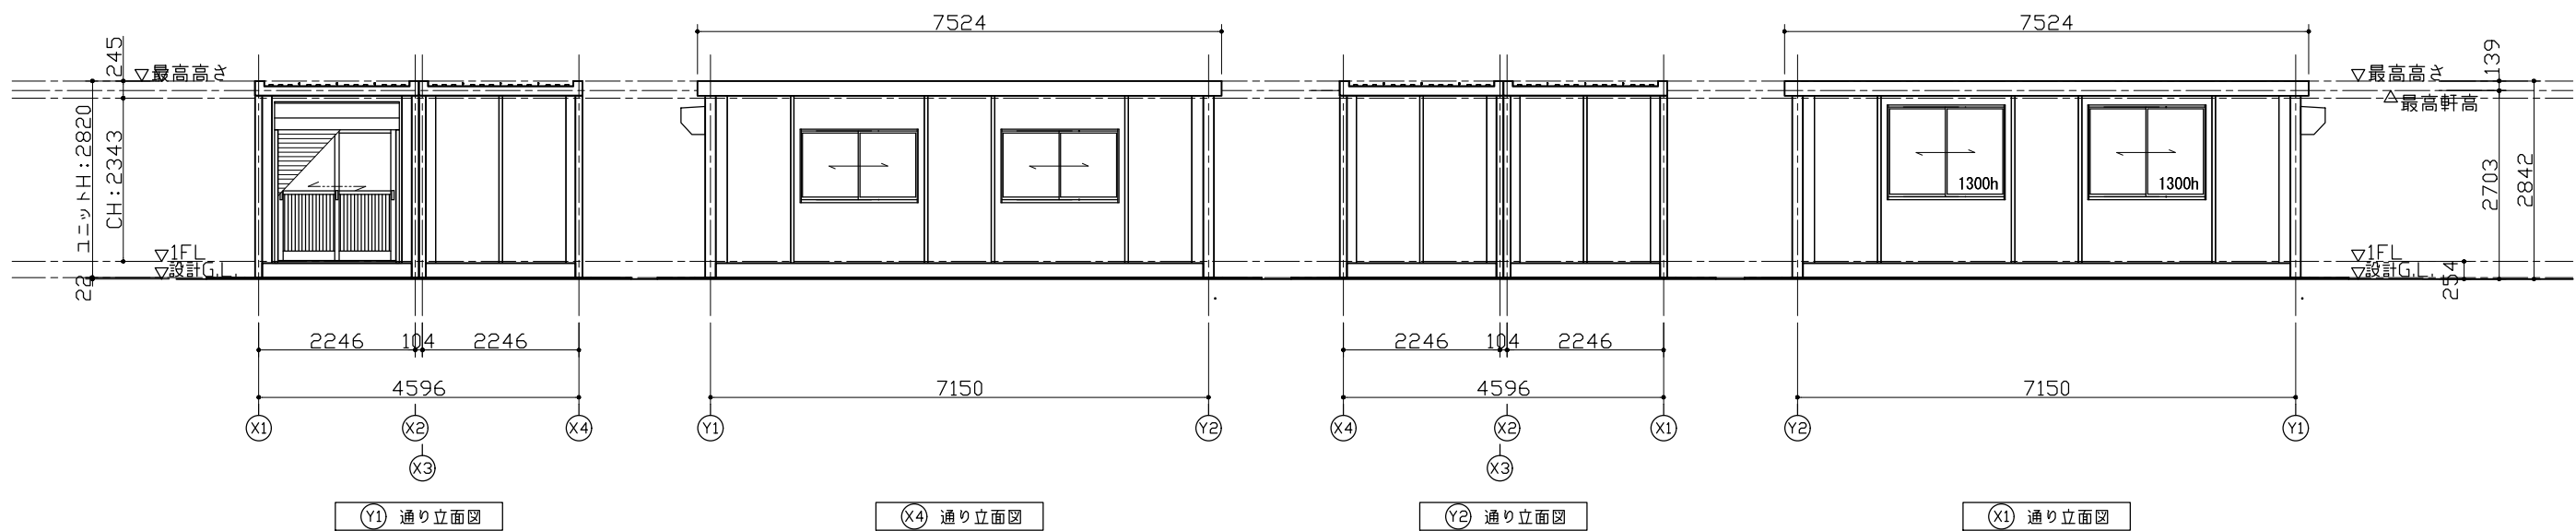 7524
7524
245
▽最高高さ
ユニットH:2820
CH:2343
▽1FL
▽設計G.L.
22
1300h
1300h
139
▽最高高さ
△最高軒高
2703
2842
▽1FL
▽設計G.L.
254
2246 104 2246
4596
X1 X2 X4
X3
7150
Y1 Y2
2246 104 2246
4596
X4 X2 X1
X3
7150
Y2 Y1
Y1 通り立面図
X4 通り立面図
Y2 通り立面図
X1 通り立面図